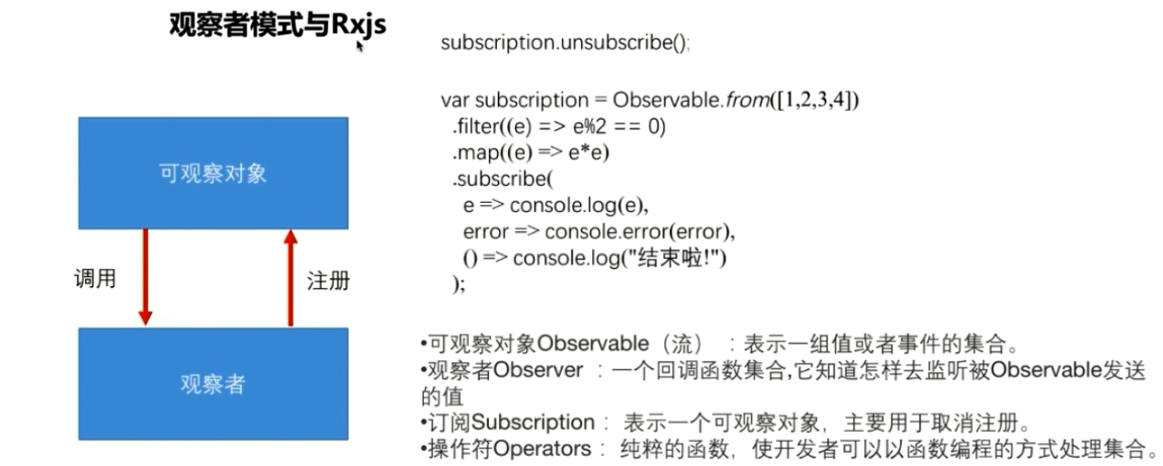 观察者模式与Rxjs
可观察对象
调用
注册
观察者
subscription.unsubscribe();
var subscription = Observable.from([1,2,3,4])
.filter((e) => e%2 == 0)
.map((e) => e*e)
.subscribe(
e => console.log(e),
error => console.error(error),
() => console.log("结束啦!")
);
•可观察对象Observable（流） ：表示一组值或者事件的集合。
•观察者Observer ：一个回调函数集合,它知道怎样去监听被Observable发送
的值
•订阅Subscription： 表示一个可观察对象，主要用于取消注册。
•操作符Operators： 纯粹的函数，使开发者可以以函数编程的方式处理集合。